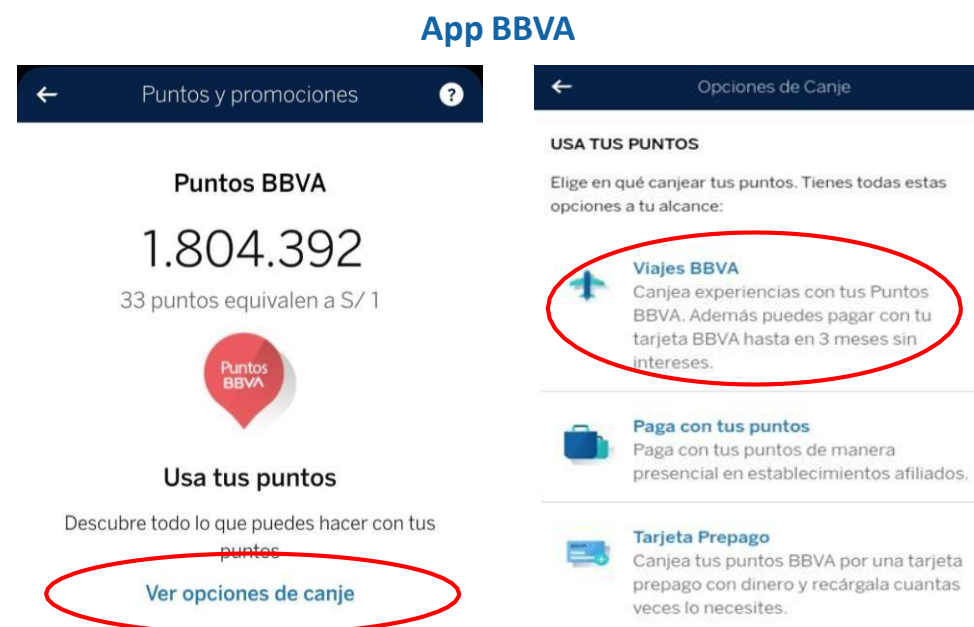 App BBVA
Puntos y promociones
?
Puntos BBVA
1.804.392
33 puntos equivalen a S/ 1
Puntos
BBVA
Usa tus puntos
Descubre todo lo que puedes hacer con tus
puntos
Ver opciones de canje
Opciones de Canje
USA TUS PUNTOS
Elige en qué canjear tus puntos. Tienes todas estas
opciones a tu alcance:
Viajes BBVA
Canjea experiencias con tus Puntos
BBVA. Además puedes pagar con tu
tarjeta BBVA hasta en 3 meses sin
intereses.
Paga con tus puntos
Paga con tus puntos de manera
presencial en establecimientos afiliados.
Tarjeta Prepago
Canjea tus puntos BBVA por una tarjeta
prepago con dinero y recárgala cuantas
veces lo necesites.